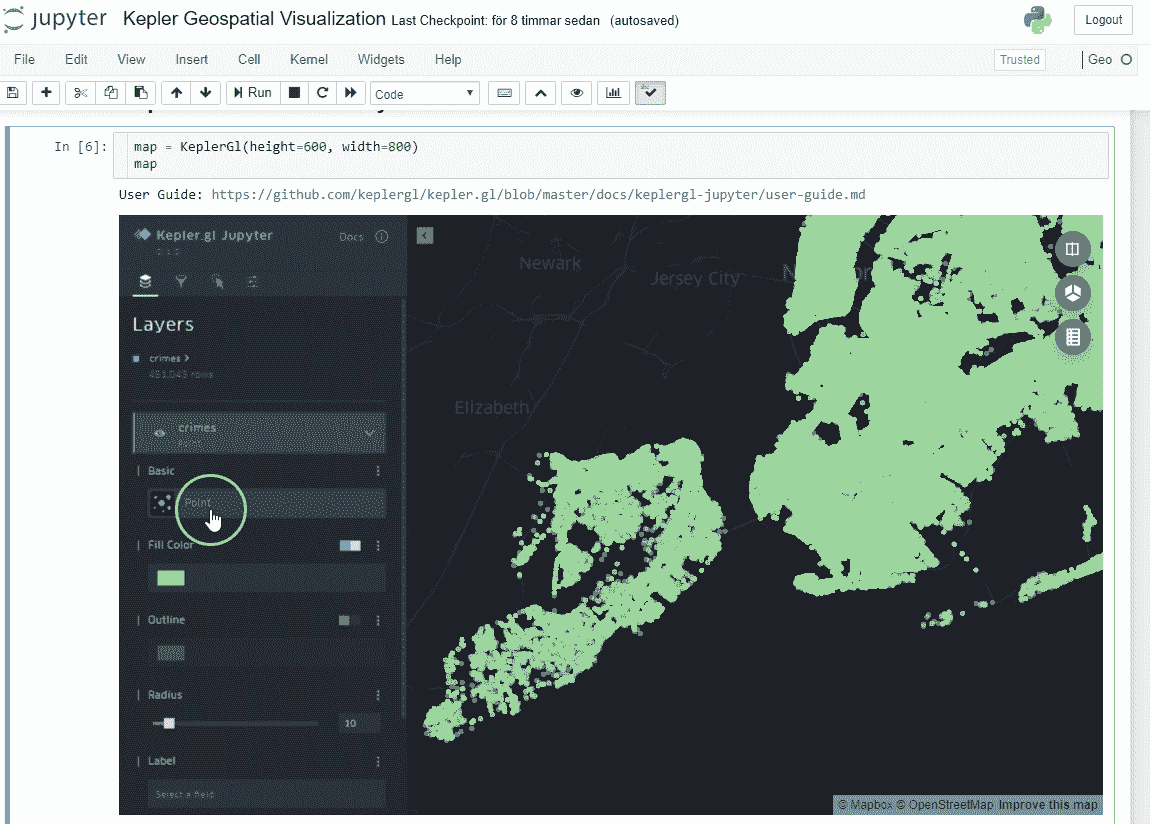 jupyter Kepler Geospatial Visualization Last Checkpoint: för 8 timmar sedan (autosaved)
Logout
File Edit View Insert Cell Kernel Widgets Help
Trusted Geo
Run Code
In [6]: map = KeplerGl(height=600, width=800)
map
User Guide: https://github.com/keplergl/kepler.gl/blob/master/docs/keplergl-jupyter/user-guide.md
Kepler.gl Jupyter
Docs
Newark
Jersey City
Layers
crimes
451,043 rows
Elizabeth
crimes
Point
Basic
Point
Fill Color
Outline
Radius
10
Label
Select a field
© Mapbox © OpenStreetMap Improve this map